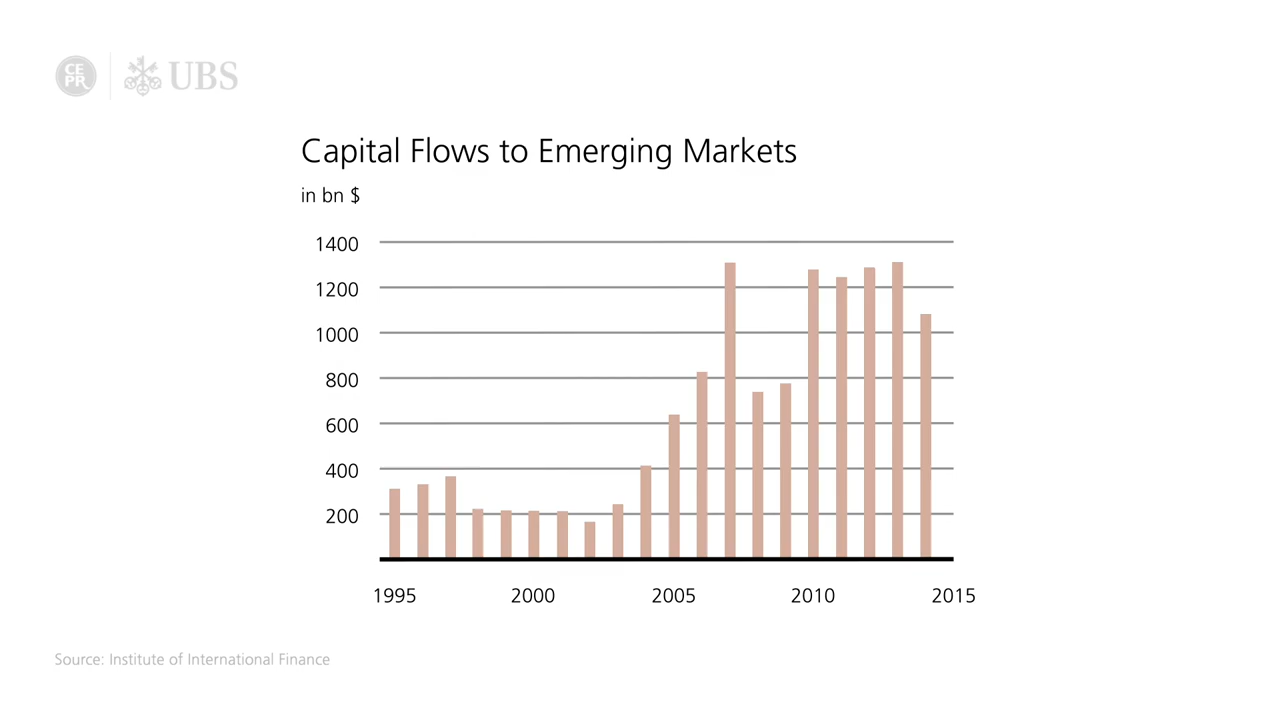 CE
PR
UBS
Capital Flows to Emerging Markets
in bn $
1400
1200
1000
800
600
400
200
1995 2000 2005 2010 2015
Source: Institute of International Finance